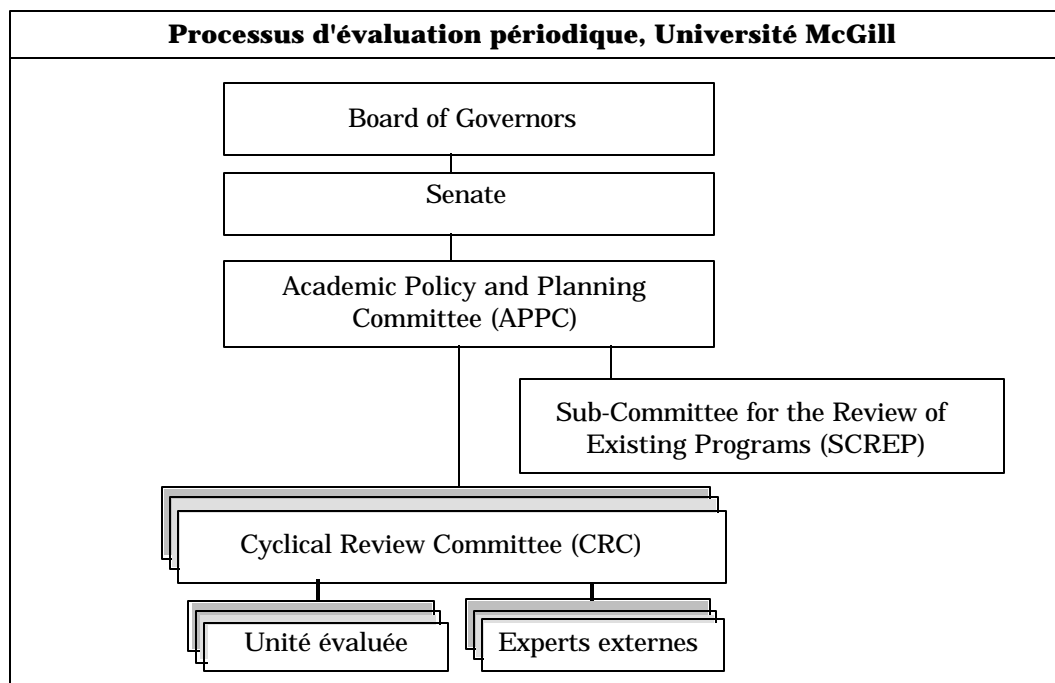 Processus d'évaluation périodique, Université McGill
Board of Governors
Senate
Academic Policy and Planning
Committee (APPC)
Sub-Committee for the Review of
Existing Programs (SCREP)
Cyclical Review Committee (CRC)
Unité évaluée
Experts externes